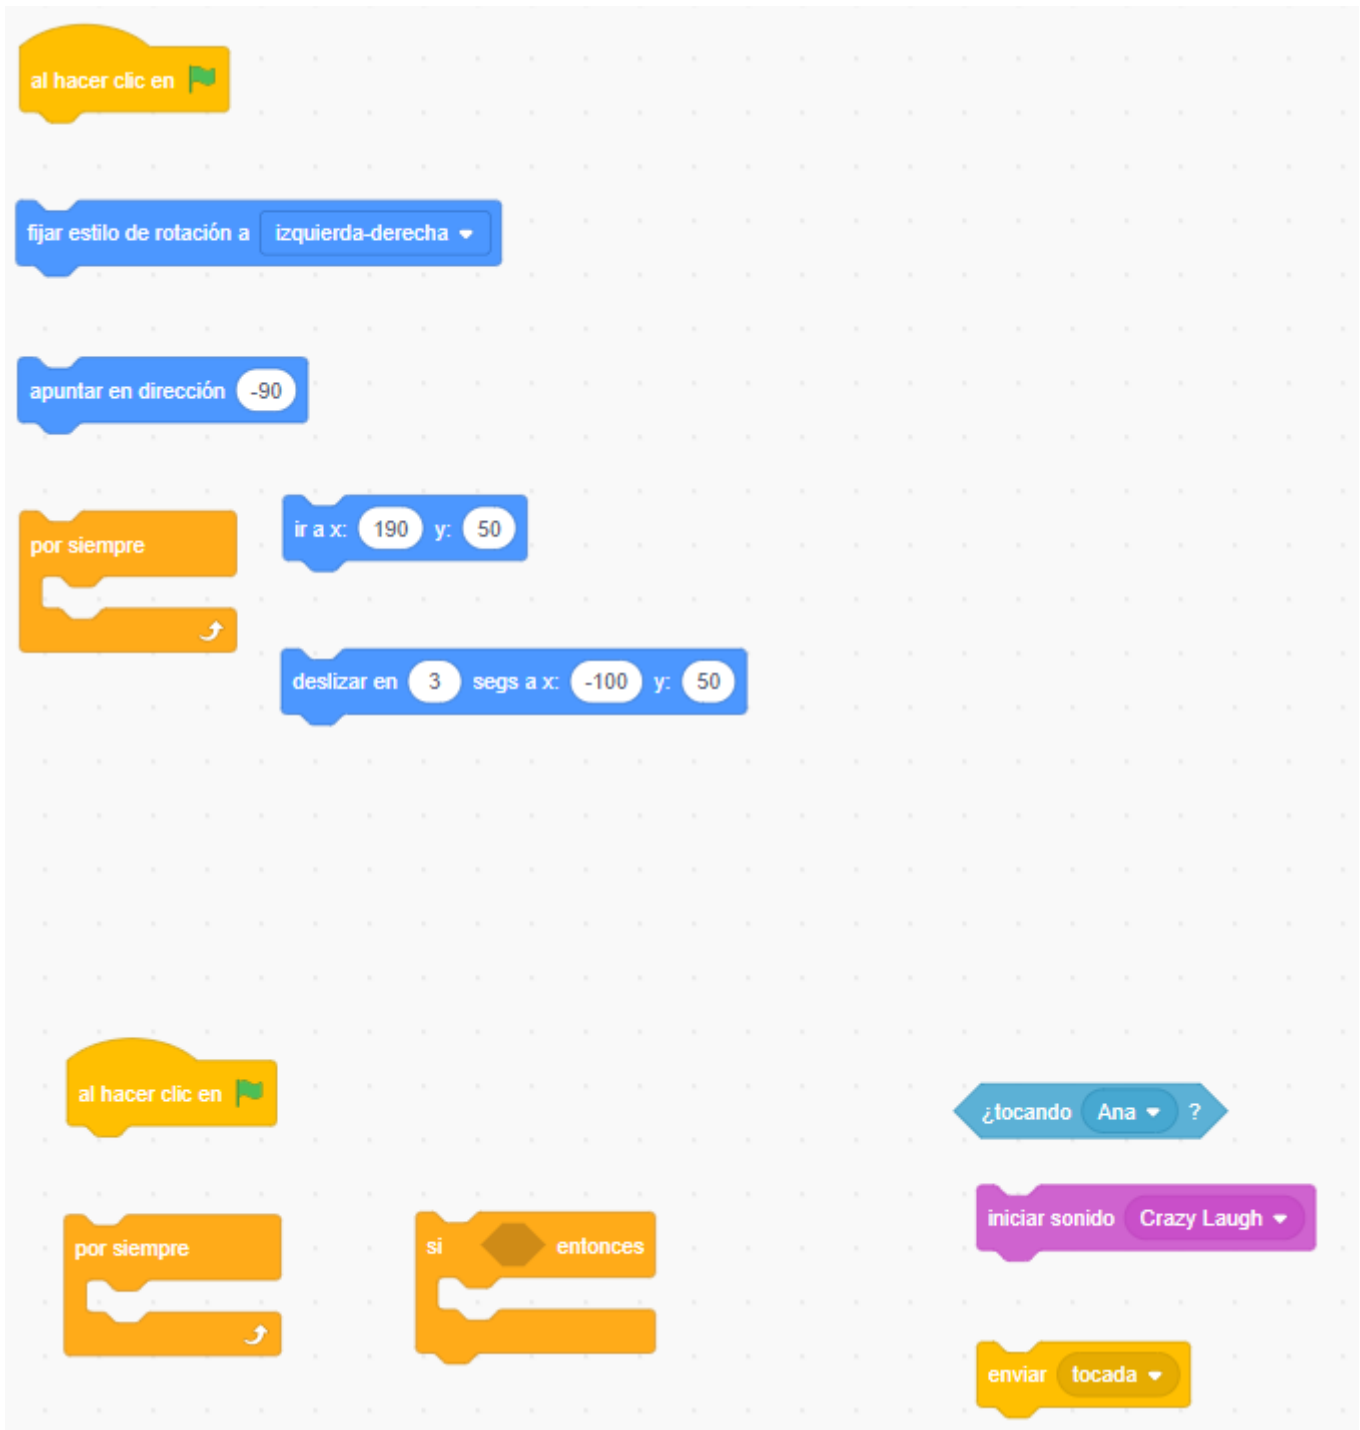 al hacer clic en
fijar estilo de rotación a izquierda-derecha
apuntar en dirección -90
por siempre
ir a x: 190 y: 50
deslizar en 3 segs a x: -100 y: 50
al hacer clic en
¿tocando Ana ?
por siempre
si entonces
iniciar sonido Crazy Laugh
enviar tocada